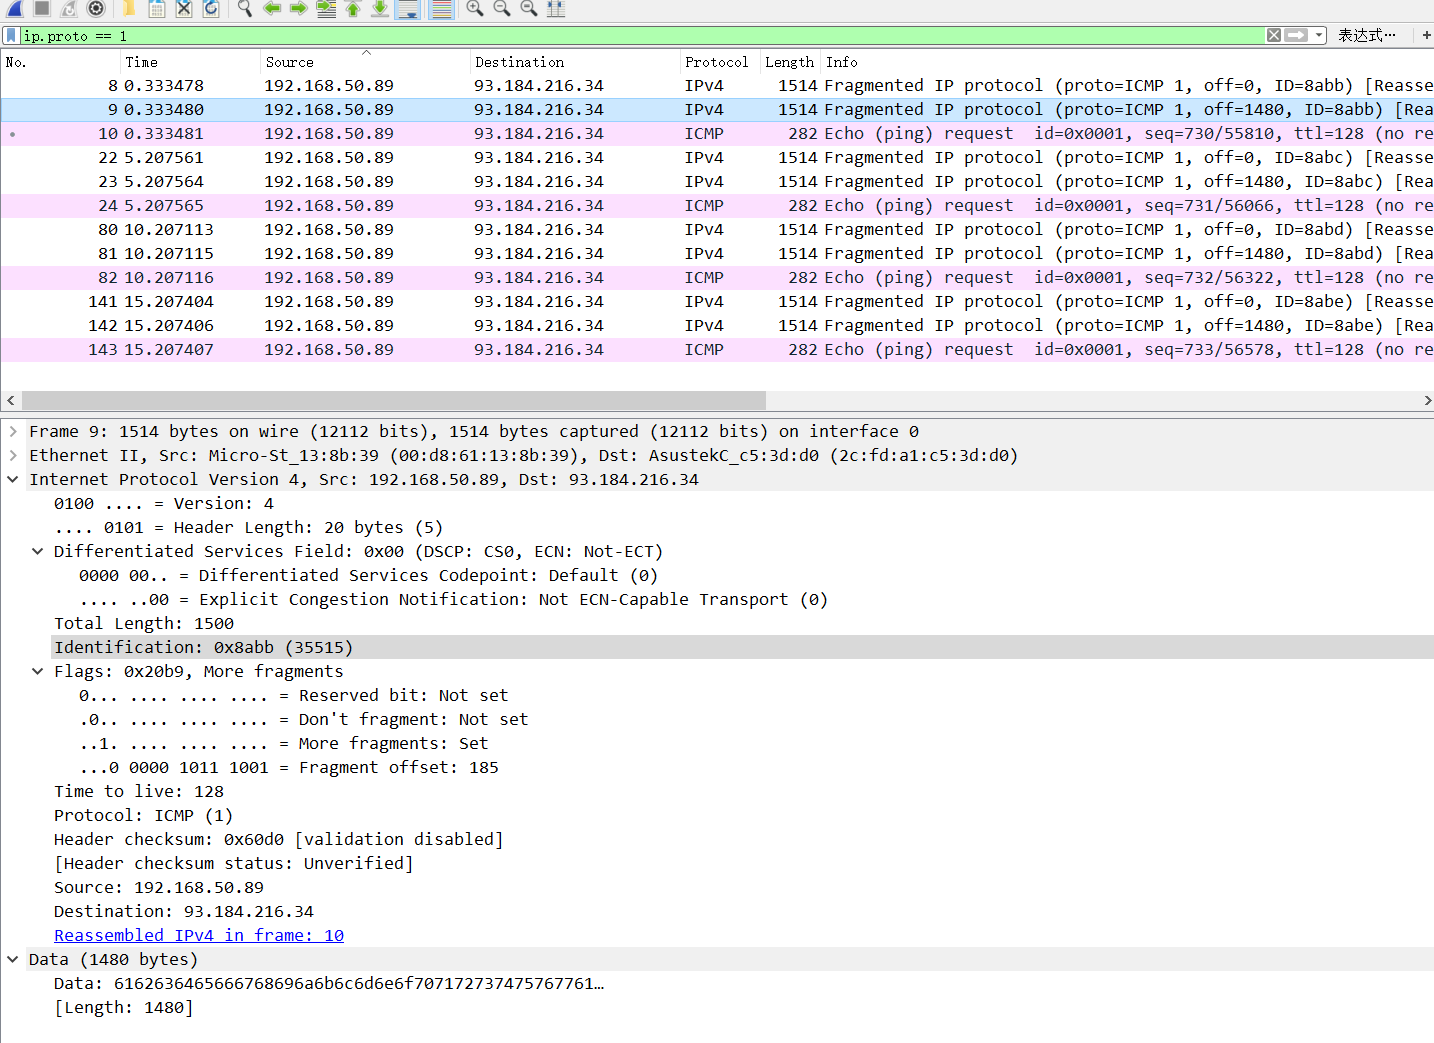 ip.proto == 1 表达式… +
No. Time Source Destination Protocol Length Info
8 0.333478 192.168.50.89 93.184.216.34 IPv4 1514 Fragmented IP protocol (proto=ICMP 1, off=0, ID=8abb) [Reasse
9 0.333480 192.168.50.89 93.184.216.34 IPv4 1514 Fragmented IP protocol (proto=ICMP 1, off=1480, ID=8abb) [Rea
10 0.333481 192.168.50.89 93.184.216.34 ICMP 282 Echo (ping) request id=0x0001, seq=730/55810, ttl=128 (no re
22 5.207561 192.168.50.89 93.184.216.34 IPv4 1514 Fragmented IP protocol (proto=ICMP 1, off=0, ID=8abc) [Reasse
23 5.207564 192.168.50.89 93.184.216.34 IPv4 1514 Fragmented IP protocol (proto=ICMP 1, off=1480, ID=8abc) [Rea
24 5.207565 192.168.50.89 93.184.216.34 ICMP 282 Echo (ping) request id=0x0001, seq=731/56066, ttl=128 (no re
80 10.207113 192.168.50.89 93.184.216.34 IPv4 1514 Fragmented IP protocol (proto=ICMP 1, off=0, ID=8abd) [Reasse
81 10.207115 192.168.50.89 93.184.216.34 IPv4 1514 Fragmented IP protocol (proto=ICMP 1, off=1480, ID=8abd) [Rea
82 10.207116 192.168.50.89 93.184.216.34 ICMP 282 Echo (ping) request id=0x0001, seq=732/56322, ttl=128 (no re
141 15.207404 192.168.50.89 93.184.216.34 IPv4 1514 Fragmented IP protocol (proto=ICMP 1, off=0, ID=8abe) [Reasse
142 15.207406 192.168.50.89 93.184.216.34 IPv4 1514 Fragmented IP protocol (proto=ICMP 1, off=1480, ID=8abe) [Rea
143 15.207407 192.168.50.89 93.184.216.34 ICMP 282 Echo (ping) request id=0x0001, seq=733/56578, ttl=128 (no re
Frame 9: 1514 bytes on wire (12112 bits), 1514 bytes captured (12112 bits) on interface 0
Ethernet II, Src: Micro-St_13:8b:39 (00:d8:61:13:8b:39), Dst: AsustekC_c5:3d:d0 (2c:fd:a1:c5:3d:d0)
Internet Protocol Version 4, Src: 192.168.50.89, Dst: 93.184.216.34
0100 .... = Version: 4
.... 0101 = Header Length: 20 bytes (5)
Differentiated Services Field: 0x00 (DSCP: CS0, ECN: Not-ECT)
0000 00.. = Differentiated Services Codepoint: Default (0)
.... ..00 = Explicit Congestion Notification: Not ECN-Capable Transport (0)
Total Length: 1500
Identification: 0x8abb (35515)
Flags: 0x20b9, More fragments
0... .... .... .... = Reserved bit: Not set
.0.. .... .... .... = Don't fragment: Not set
..1. .... .... .... = More fragments: Set
...0 0000 1011 1001 = Fragment offset: 185
Time to live: 128
Protocol: ICMP (1)
Header checksum: 0x60d0 [validation disabled]
[Header checksum status: Unverified]
Source: 192.168.50.89
Destination: 93.184.216.34
Reassembled IPv4 in frame: 10
Data (1480 bytes)
Data: 6162636465666768696a6b6c6d6e6f707172737475767761…
[Length: 1480]